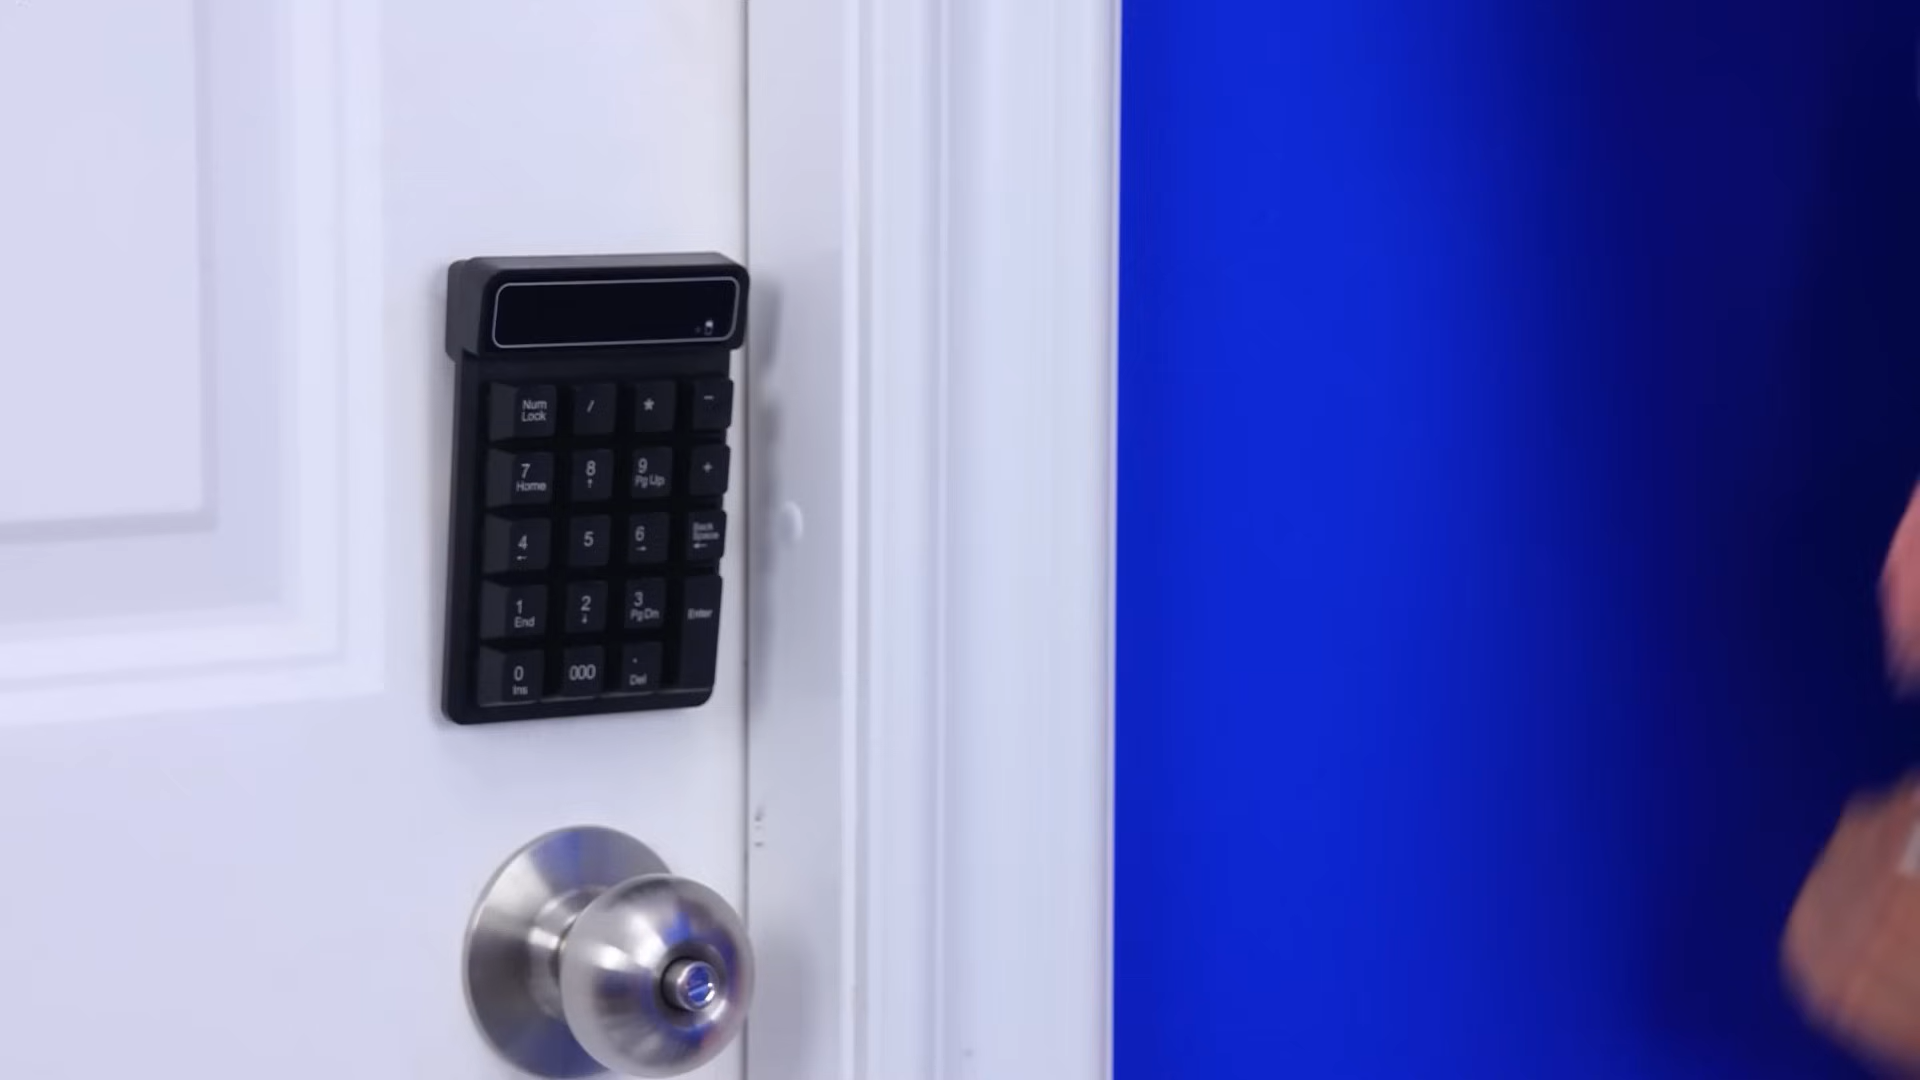 Num Lock / * -
7 Home 8 ↑ 9 Pg Up +
4 ← 5 6 → Back Space ←
1 End 2 ↓ 3 Pg Dn Enter
0 Ins 000 . Del